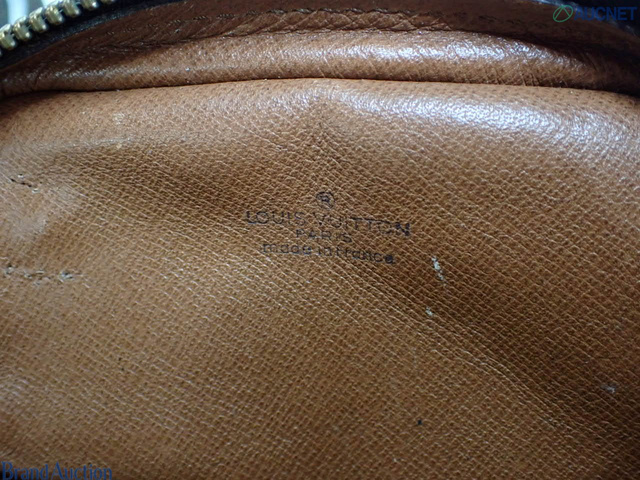 ®
LOUIS VUITTON
PARIS
made in France
Brand Auction